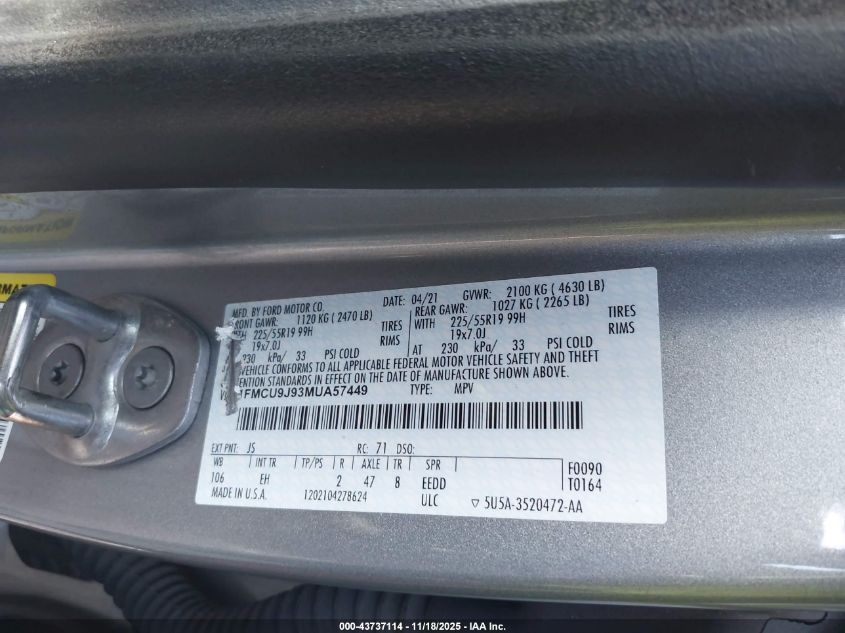 MFD. BY FORD MOTOR CO. DATE: 04/21 GVWR: 2100 KG ( 4630 LB)
FRONT GAWR: 1120 KG ( 2470 LB) REAR GAWR: 1027 KG ( 2265 LB)
225/55R19 99H TIRES WITH 225/55R19 99H TIRES
19x7.0J RIMS 19x7.0J RIMS
230 kPa/ 33 PSI COLD AT 230 kPa/ 33 PSI COLD
VEHICLE CONFORMS TO ALL APPLICABLE FEDERAL MOTOR VEHICLE SAFETY AND THEFT
STANDARDS IN EFFECT ON THE DATE OF MANUFACTURE SHOWN ABOVE.
FMCU9J93MUA57449 TYPE: MPV
EXT PNT: JS RC: 71 DSO:
WB INT TR TP/PS R AXLE TR SPR F0090
106 EH 2 47 8 EEDD T0164
MADE IN U.S.A. 1202104278624 ULC ▽ 5U5A-3520472-AA
000-43737114 - 11/18/2025 - IAA Inc.